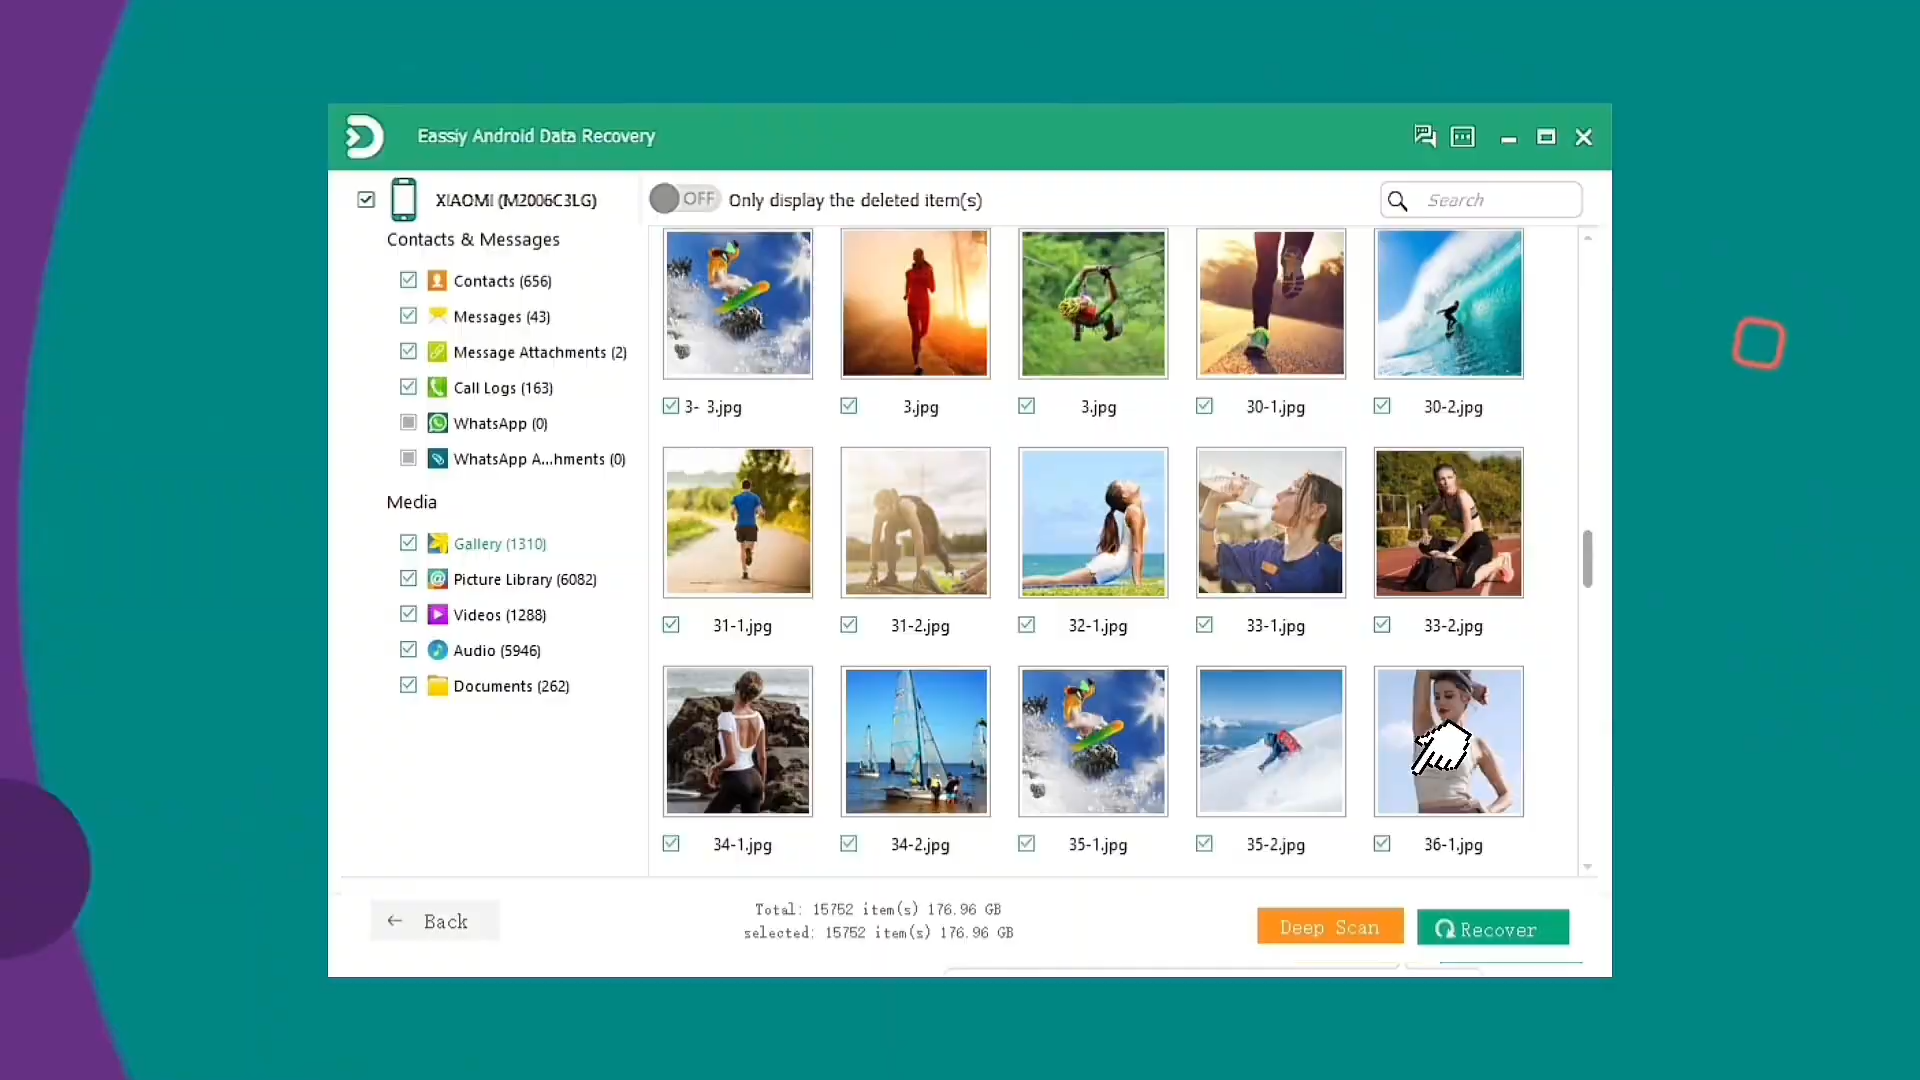 Eassiy Android Data Recovery
XIAOMI (M2006C3LG)
OFF Only display the deleted item(s)
Search
Contacts & Messages
Contacts (656)
Messages (43)
Message Attachments (2)
Call Logs (163)
WhatsApp (0)
WhatsApp A...hments (0)
Media
Gallery (1310)
Picture Library (6082)
Videos (1288)
Audio (5946)
Documents (262)
3- 3.jpg
3.jpg
3.jpg
30-1.jpg
30-2.jpg
31-1.jpg
31-2.jpg
32-1.jpg
33-1.jpg
33-2.jpg
34-1.jpg
34-2.jpg
35-1.jpg
35-2.jpg
36-1.jpg
Back
Total: 15752 item(s) 176.96 GB
selected: 15752 item(s) 176.96 GB
Deep Scan
Recover